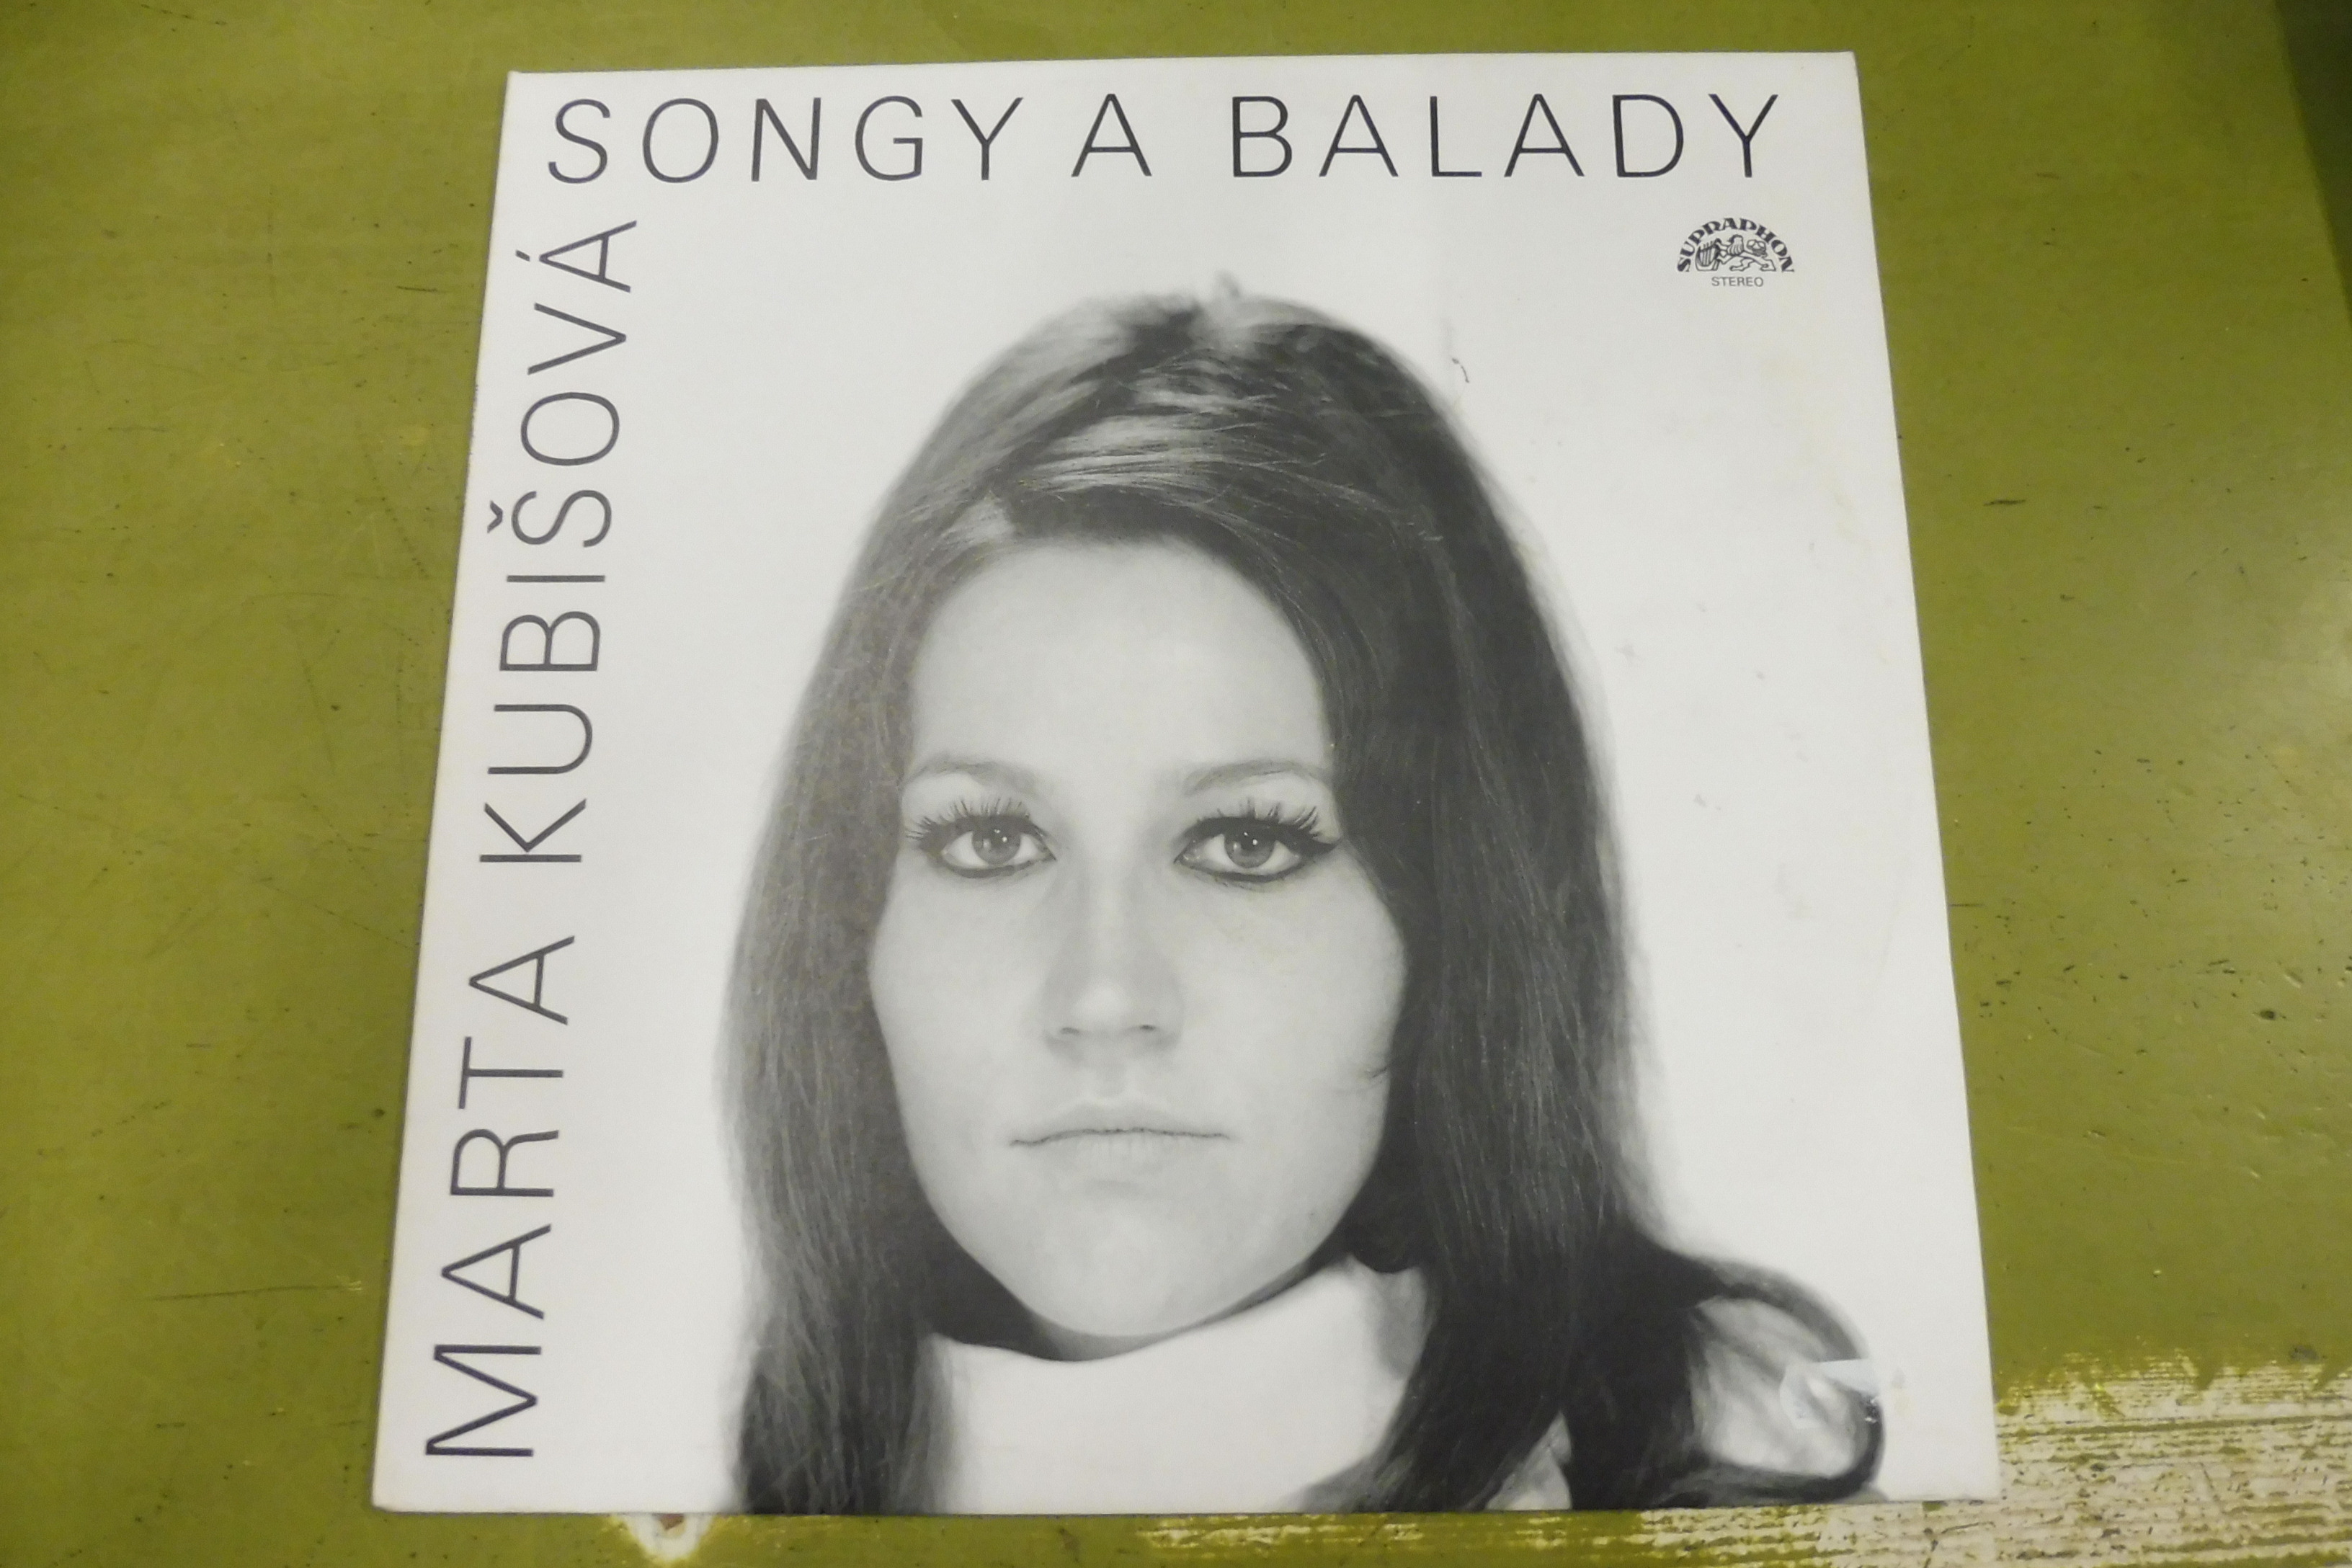 SONGY A BALADY
MARTA KUBIŠOVÁ
SUPRAPHON
STEREO